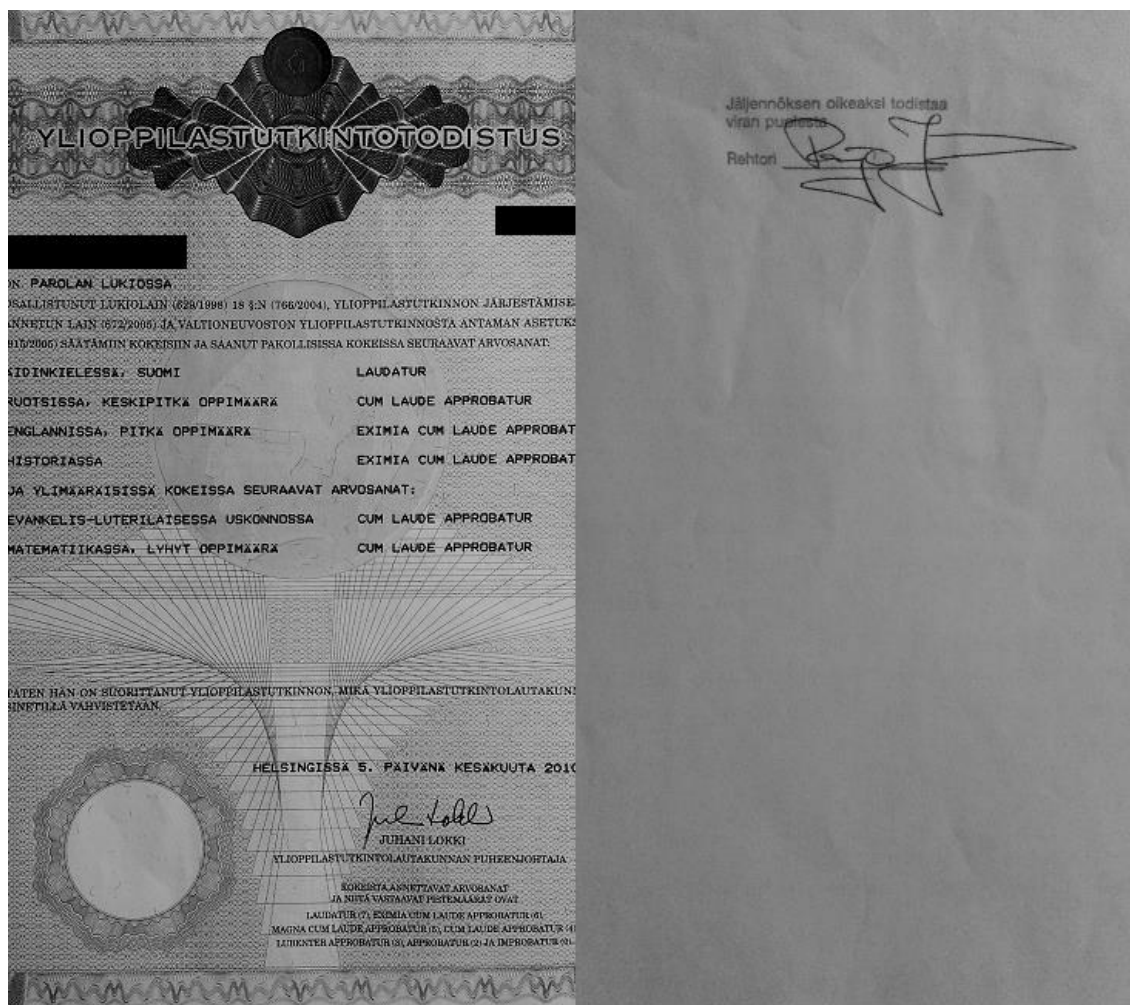 YLIOPPILASTUTKINTOTODISTUS
ON PAROLAN LUKIOSSA
OSALLISTUNUT LUKIOLAIN (629/1998) 18 §:N (766/2004), YLIOPPILASTUTKINNON JÄRJESTÄMISE
ANNETUN LAIN (672/2005) JA VALTIONEUVOSTON YLIOPPILASTUTKINNOSTA ANTAMAN ASETUKS
915/2005) SÄÄTÄMIIN KOKEISIIN JA SAANUT PAKOLLISISSA KOKEISSA SEURAAVAT ARVOSANAT:
ÄIDINKIELESSÄ, SUOMI LAUDATUR
RUOTSISSA, KESKIPITKÄ OPPIMÄÄRÄ CUM LAUDE APPROBATUR
ENGLANNISSA, PITKÄ OPPIMÄÄRÄ EXIMIA CUM LAUDE APPROBAT
HISTORIASSA EXIMIA CUM LAUDE APPROBAT
JA YLIMÄÄRÄISISSÄ KOKEISSA SEURAAVAT ARVOSANAT:
EVANKELIS-LUTERILAISESSA USKONNOSSA CUM LAUDE APPROBATUR
MATEMATIIKASSA, LYHYT OPPIMÄÄRÄ CUM LAUDE APPROBATUR
TÄTEN HÄN ON SUORITTANUT YLIOPPILASTUTKINNON, MIKÄ YLIOPPILASTUTKINTOLAUTAKUNN
SINETILLÄ VAHVISTETAAN.
HELSINGISSÄ 5. PÄIVÄNÄ KESÄKUUTA 2010
JUHANI LOKKI
YLIOPPILASTUTKINTOLAUTAKUNNAN PUHEENJOHTAJA
KOKEISTA ANNETTAVAT ARVOSANAT
JA NIITÄ VASTAAVAT PISTEMÄÄRÄT OVAT
LAUDATUR (7), EXIMIA CUM LAUDE APPROBATUR (6),
MAGNA CUM LAUDE APPROBATUR (5), CUM LAUDE APPROBATUR (4)
LUBENTER APPROBATUR (3), APPROBATUR (2) JA IMPROBATUR (0).
Jäljennöksen oikeaksi todistaa
viran puolesta
Rehtori